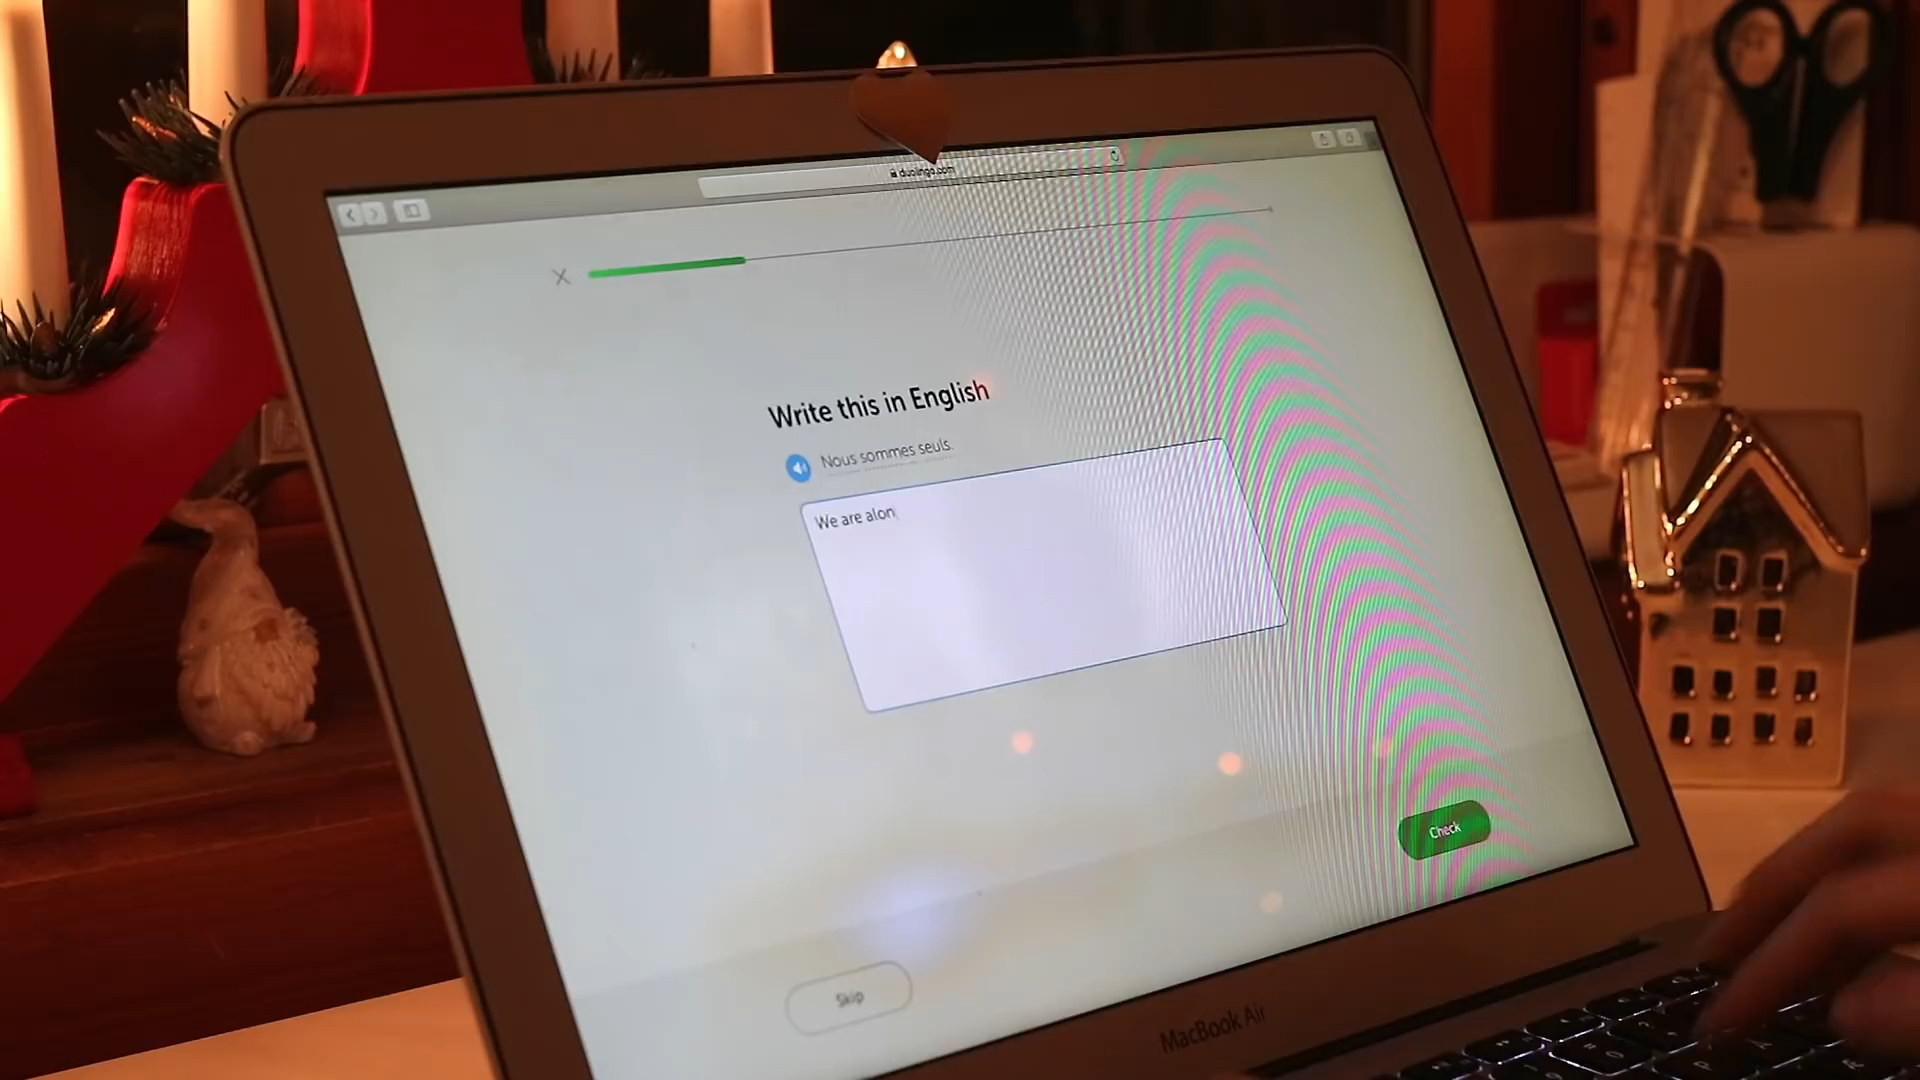 duolingo.com
Write this in English
Nous sommes seuls.
We are alon
Check
Skip
MacBook Air